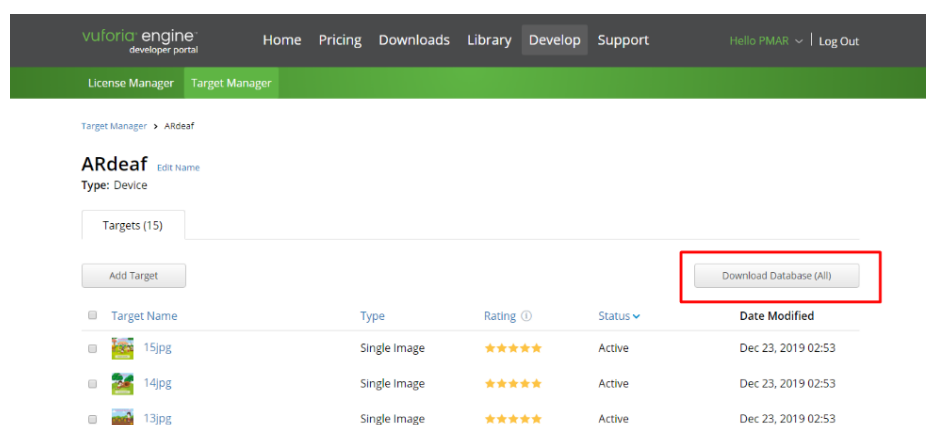 vuforia engine
developer portal
Home Pricing Downloads Library Develop Support
Hello PMAR Log Out
License Manager Target Manager
Target Manager > ARdeaf
ARdeaf Edit Name
Type: Device
Targets (15)
Add Target
Download Database (All)
Target Name Type Rating Status Date Modified
15jpg Single Image Active Dec 23, 2019 02:53
14jpg Single Image Active Dec 23, 2019 02:53
13jpg Single Image Active Dec 23, 2019 02:53